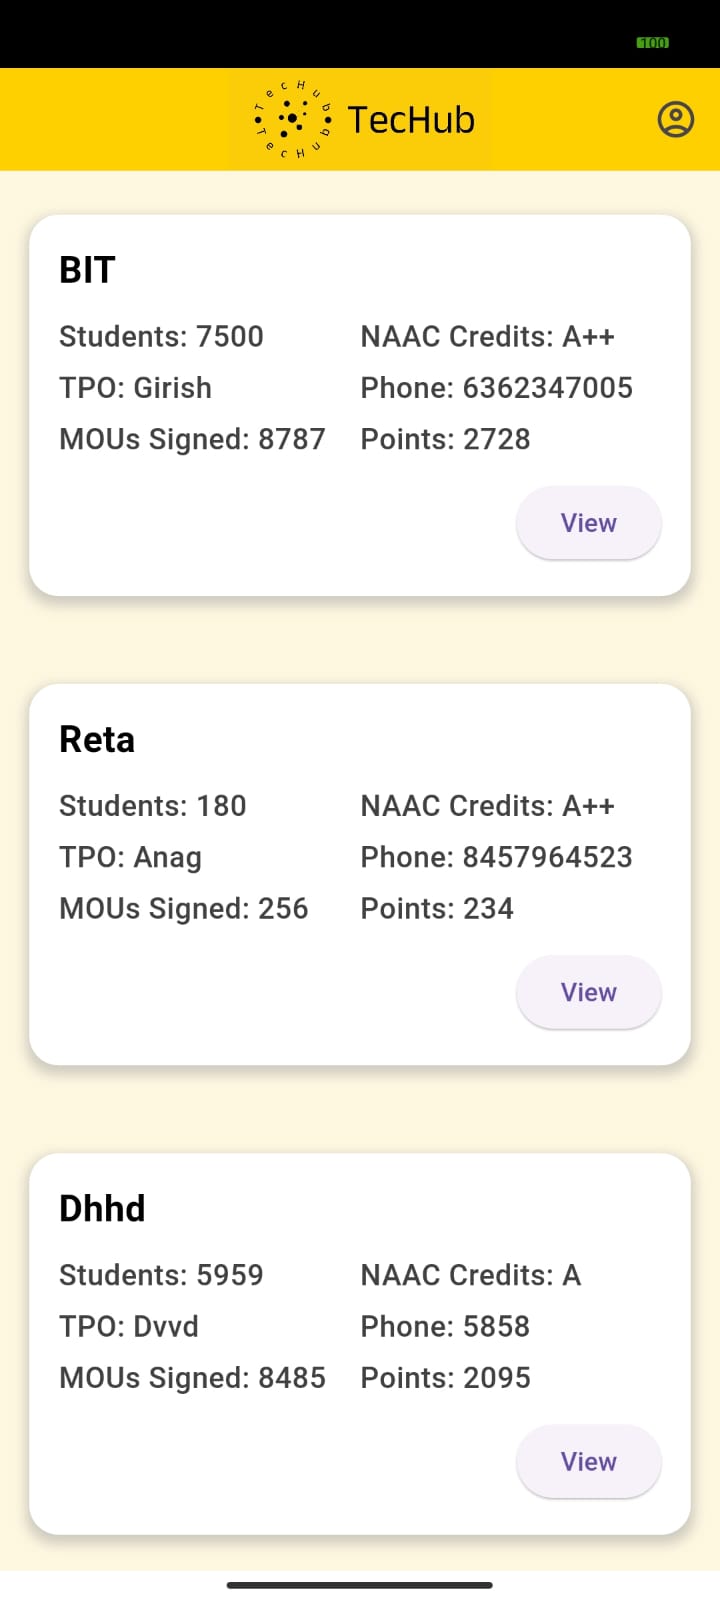 100
TecHub TecHub
TecHub
BIT
Students: 7500 NAAC Credits: A++
TPO: Girish Phone: 6362347005
MOUs Signed: 8787 Points: 2728
View
Reta
Students: 180 NAAC Credits: A++
TPO: Anag Phone: 8457964523
MOUs Signed: 256 Points: 234
View
Dhhd
Students: 5959 NAAC Credits: A
TPO: Dvvd Phone: 5858
MOUs Signed: 8485 Points: 2095
View